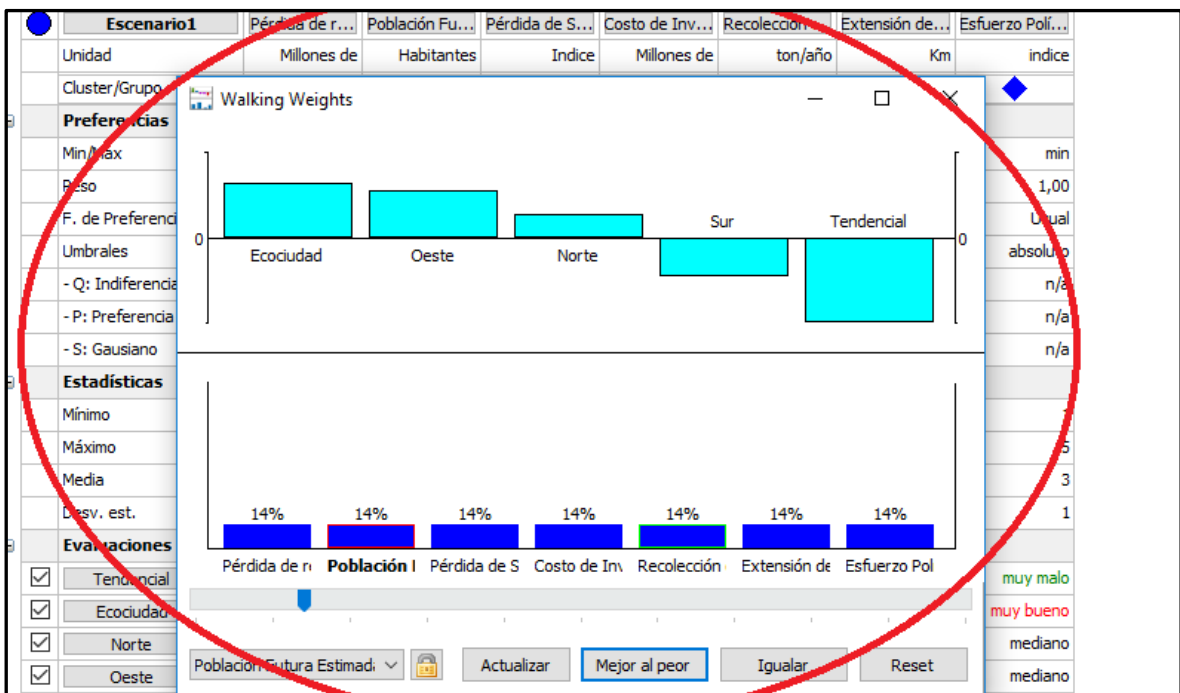 Escenario1 Pérdida de r... Población Fu... Pérdida de S... Costo de Inv... Recolección Extensión de... Esfuerzo Polí...
Unidad Millones de Habitantes Indice Millones de ton/año Km indice
Cluster/Grupo
Walking Weights
Preferencias
Min/Max min
Peso 1,00
F. de Preferenci Usual
Umbrales absoluto
- Q: Indiferencia n/a
- P: Preferencia n/a
- S: Gausiano n/a
0 0
Sur Tendencial
Ecociudad Oeste Norte
Estadísticas
Mínimo
Máximo 5
Media 3
Desv. est. 1
14% 14% 14% 14% 14% 14% 14%
Pérdida de r Población Pérdida de S Costo de In Recolección Extensión de Esfuerzo Pol
Evaluaciones
Tendencial muy malo
Ecociudad muy bueno
Norte mediano
Oeste mediano
Población Futura Estimad Actualizar Mejor al peor Igualar Reset